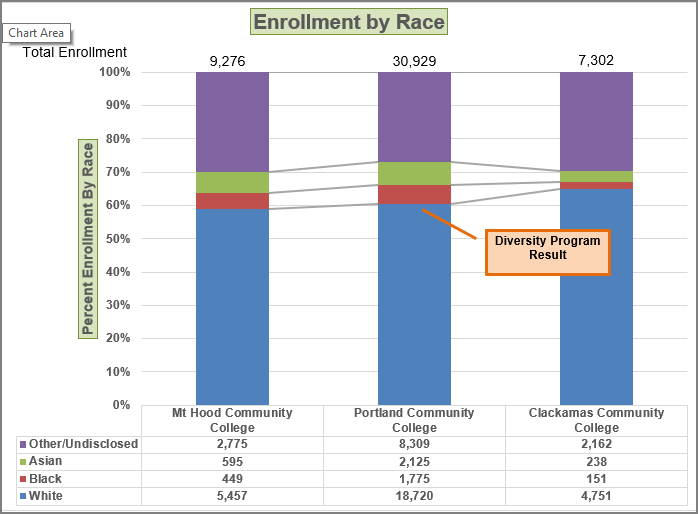 Enrollment by Race
Chart Area
Total Enrollment
9,276 30,929 7,302
100%
90%
80%
70%
60%
50%
40%
30%
20%
10%
0%
Percent Enrollment By Race
Diversity Program
Result
Mt Hood Community Portland Community Clackamas Community
College College College
Other/Undisclosed 2,775 8,309 2,162
Asian 595 2,125 238
Black 449 1,775 151
White 5,457 18,720 4,751